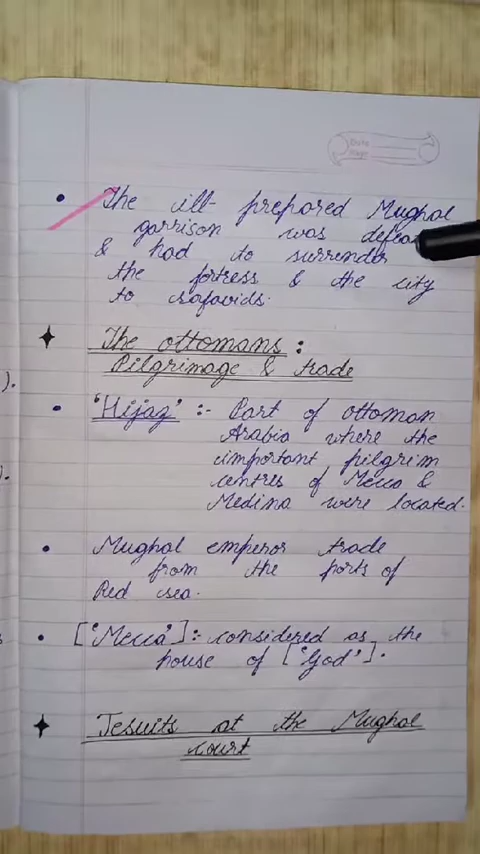 Date
Page
• The ill-prepared Mughal
garrison was
& had to surrender
the fortress & the city
to safavids.
The ottomans :
Pilgrimage & trade
• 'Hijaz' :- Part of ottoman
Arabia where the
important pilgrim
centres of Mecca &
Medina were located.
).
• Mughal emperor trade
from the ports of
Red sea.
• ['Mecca'] :- considered as the
house of ['God'].
Jesuits at the Mughal
court